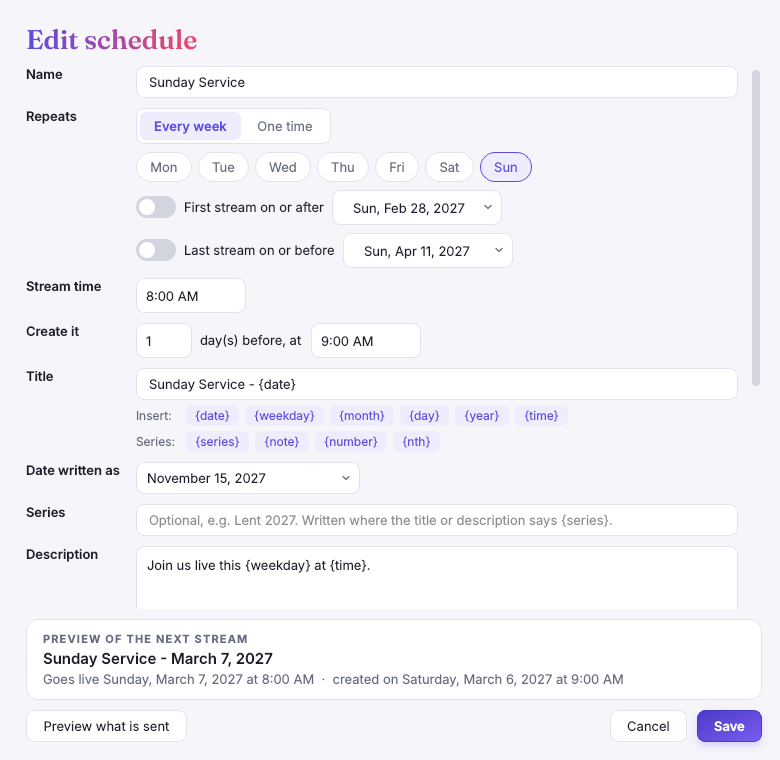 Edit schedule
Name
Sunday Service
Repeats
Every week One time
Mon Tue Wed Thu Fri Sat Sun
First stream on or after Sun, Feb 28, 2027
Last stream on or before Sun, Apr 11, 2027
Stream time
8:00 AM
Create it
1 day(s) before, at 9:00 AM
Title
Sunday Service - {date}
Insert: {date} {weekday} {month} {day} {year} {time}
Series: {series} {note} {number} {nth}
Date written as
November 15, 2027
Series
Optional, e.g. Lent 2027. Written where the title or description says {series}.
Description
Join us live this {weekday} at {time}.
PREVIEW OF THE NEXT STREAM
Sunday Service - March 7, 2027
Goes live Sunday, March 7, 2027 at 8:00 AM · created on Saturday, March 6, 2027 at 9:00 AM
Preview what is sent Cancel Save